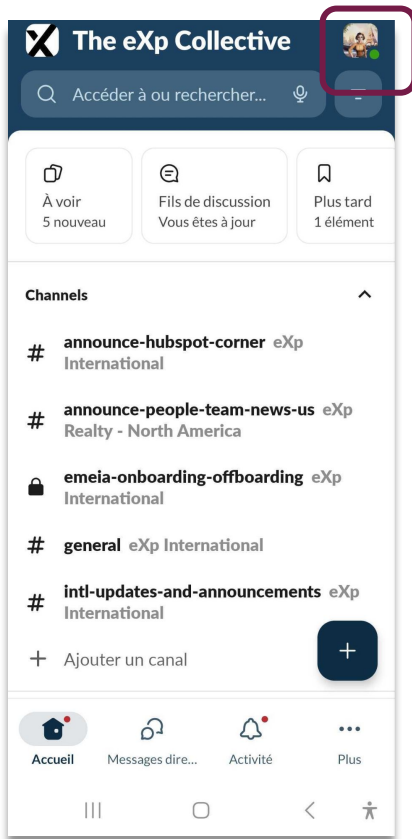 The eXp Collective
Accéder à ou rechercher...
À voir
5 nouveau
Fils de discussion
Vous êtes à jour
Plus tard
1 élément
Channels
# announce-hubspot-corner eXp
International
# announce-people-team-news-us eXp
Realty - North America
emeia-onboarding-offboarding eXp
International
# general eXp International
# intl-updates-and-announcements eXp
International
+ Ajouter un canal
+
Accueil
Messages dire...
Activité
Plus